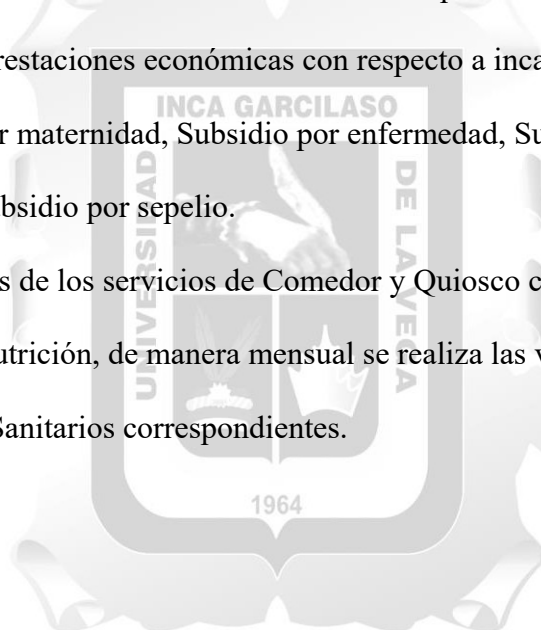 restaciones económicas con respecto a inca
r maternidad, Subsidio por enfermedad, Su
bsidio por sepelio.
s de los servicios de Comedor y Quiosco c
utrición, de manera mensual se realiza las v
Sanitarios correspondientes.
INCA GARCILASO
UNIVERSIDAD
DE LA VEGA
1964